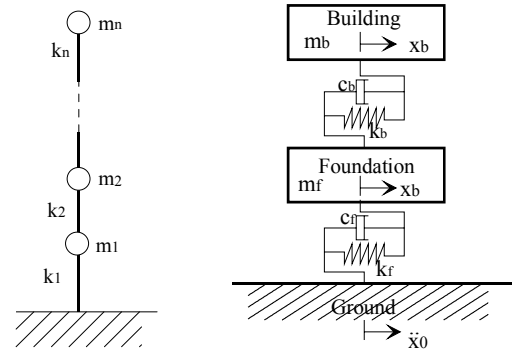 mn
kn
m2
k2
m1
k1
Building
mb xb
cb
kb
Foundation
mf xb
cf
kf
Ground
ẍ0